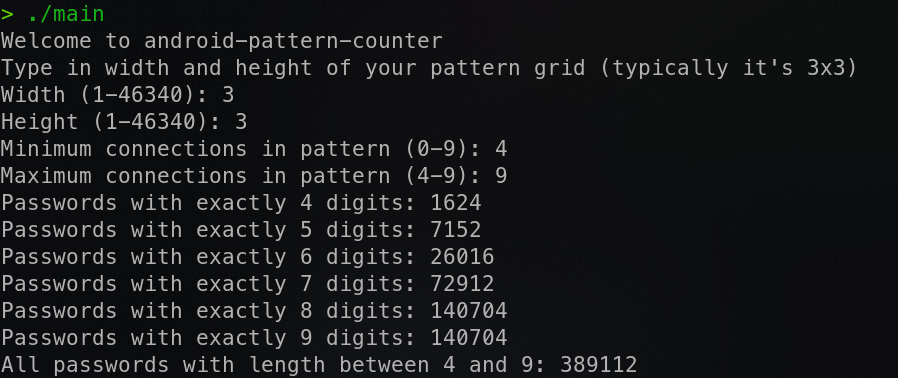 > ./main
Welcome to android-pattern-counter
Type in width and height of your pattern grid (typically it's 3x3)
Width (1-46340): 3
Height (1-46340): 3
Minimum connections in pattern (0-9): 4
Maximum connections in pattern (4-9): 9
Passwords with exactly 4 digits: 1624
Passwords with exactly 5 digits: 7152
Passwords with exactly 6 digits: 26016
Passwords with exactly 7 digits: 72912
Passwords with exactly 8 digits: 140704
Passwords with exactly 9 digits: 140704
All passwords with length between 4 and 9: 389112